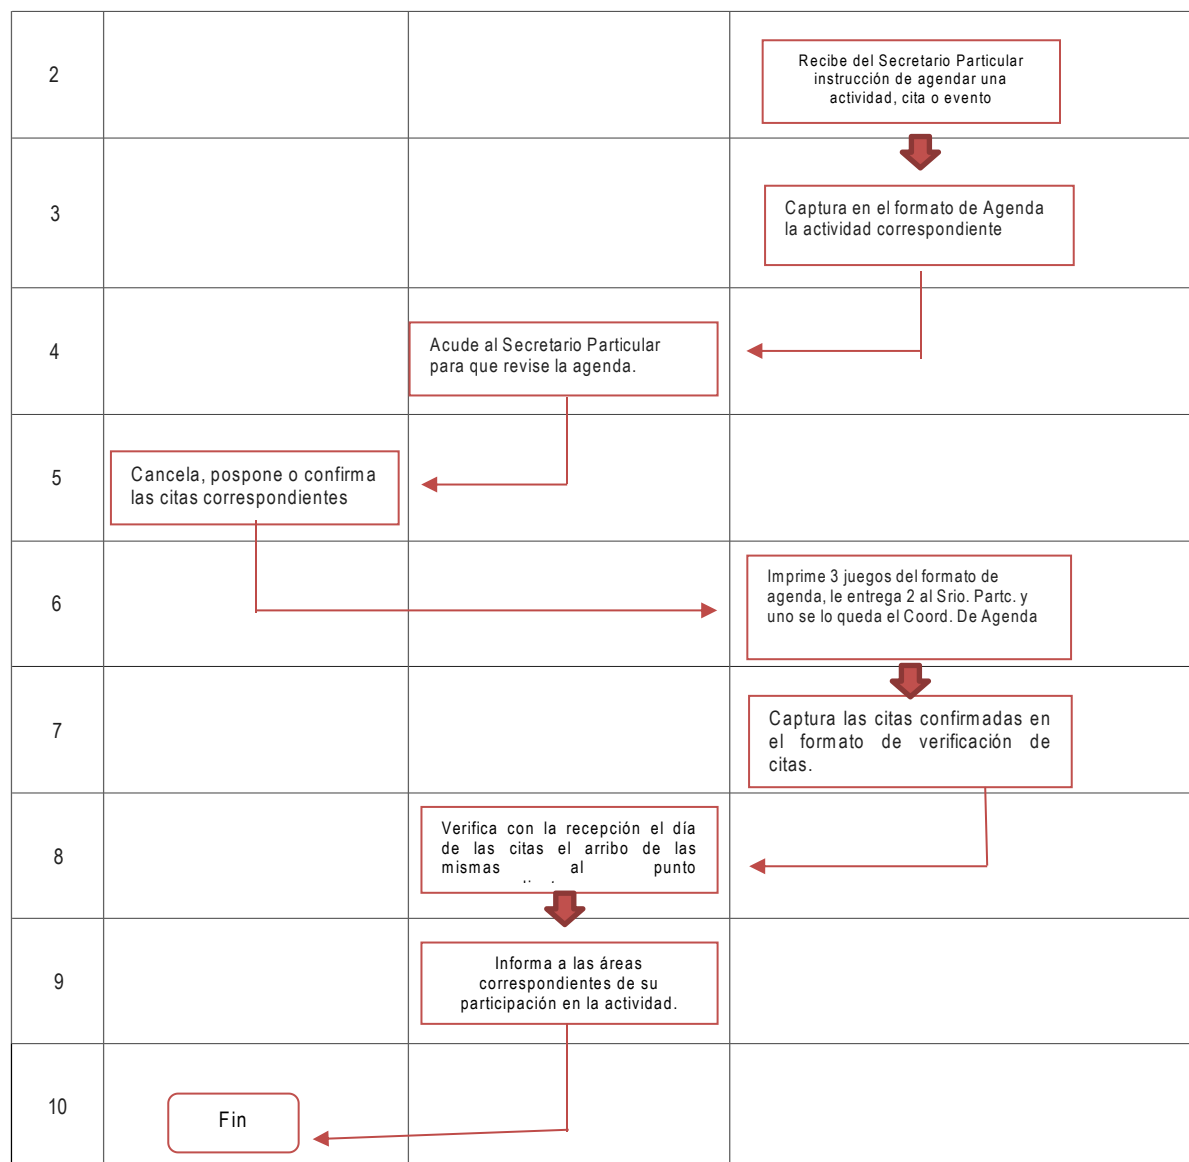 2
Recibe del Secretario Particular
instrucción de agendar una
actividad, cita o evento
3
Captura en el formato de Agenda
la actividad correspondiente
4
Acude al Secretario Particular
para que revise la agenda.
5
Cancela, pospone o confirma
las citas correspondientes
6
Imprime 3 juegos del formato de
agenda, le entrega 2 al Srio. Partc. y
uno se lo queda el Coord. De Agenda
7
Captura las citas confirmadas en
el formato de verificación de
citas.
8
Verifica con la recepción el día
de las citas el arribo de las
mismas al punto
9
Informa a las áreas
correspondientes de su
participación en la actividad.
10
Fin